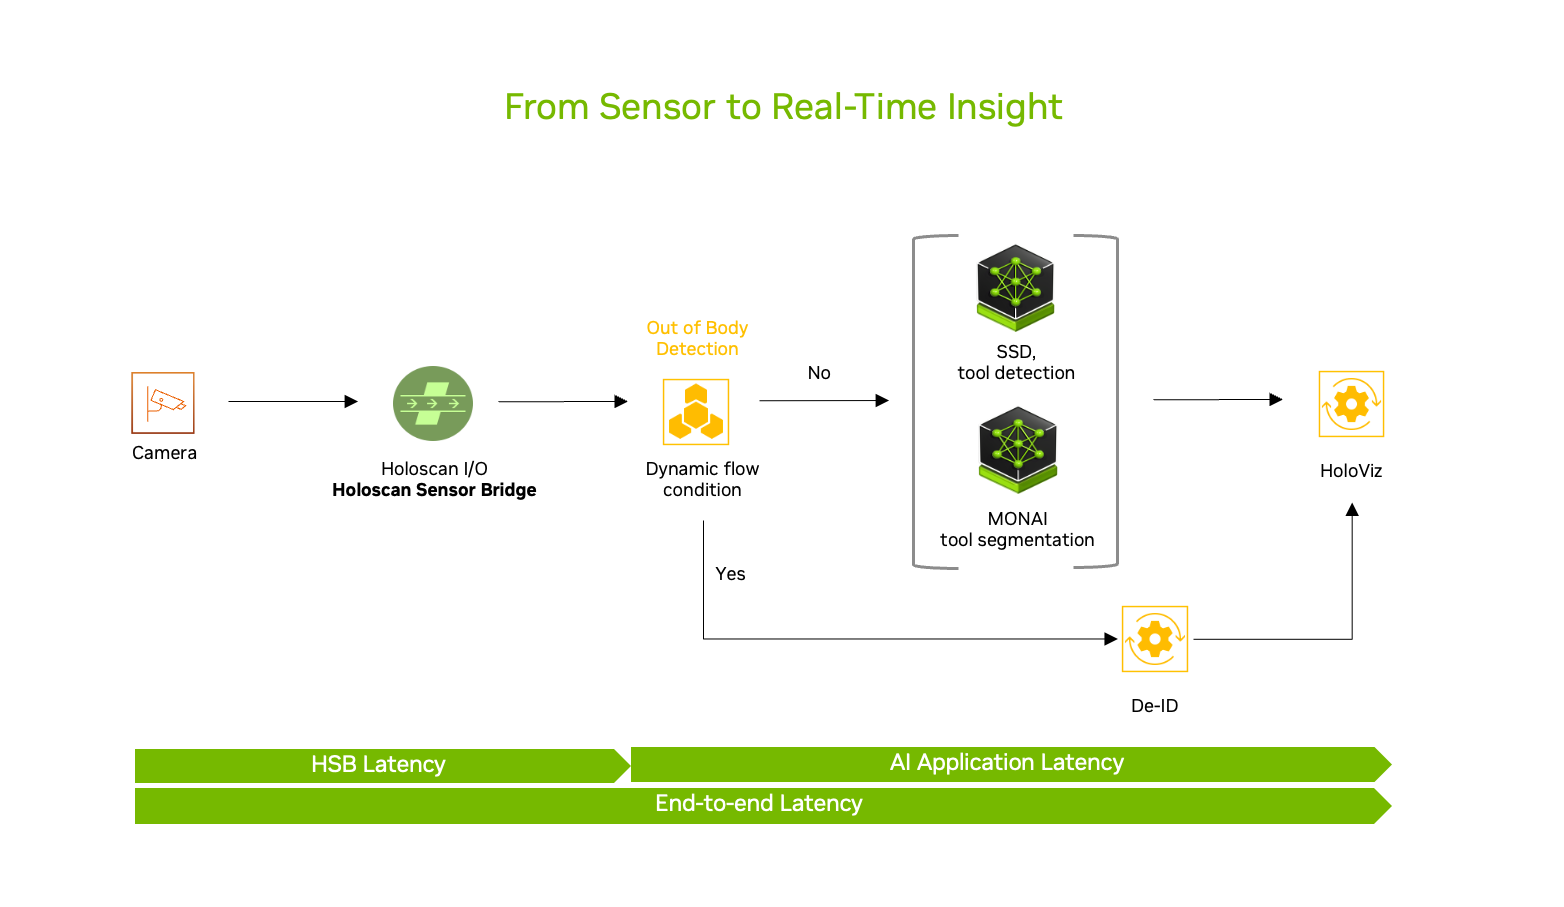 From Sensor to Real-Time Insight
Out of Body
Detection
No
SSD,
tool detection
Camera
Holoscan I/O
Holoscan Sensor Bridge
Dynamic flow
condition
MONAI
tool segmentation
HoloViz
Yes
De-ID
HSB Latency
AI Application Latency
End-to-end Latency